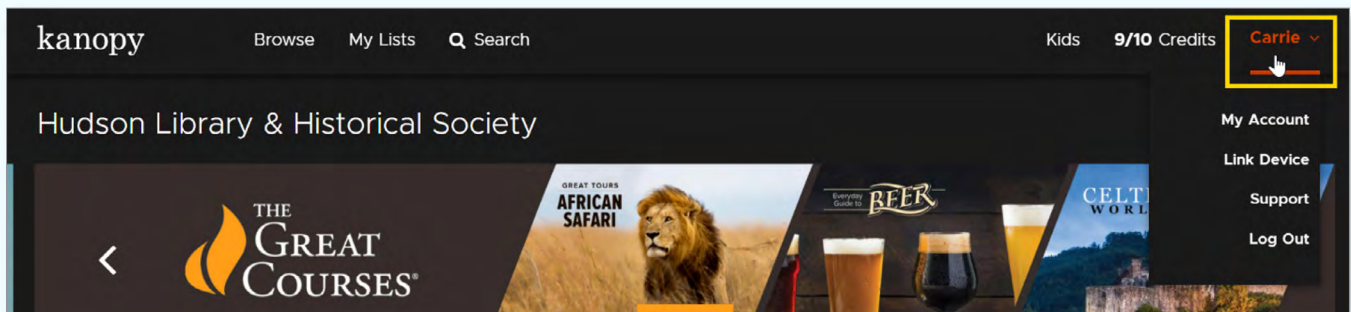 kanopy Browse My Lists Search Kids 9/10 Credits Carrie
My Account
Link Device
Support
Log Out
Hudson Library & Historical Society
THE
GREAT
COURSES®
GREAT TOURS
AFRICAN
SAFARI
Everyday
Guide to
BEER